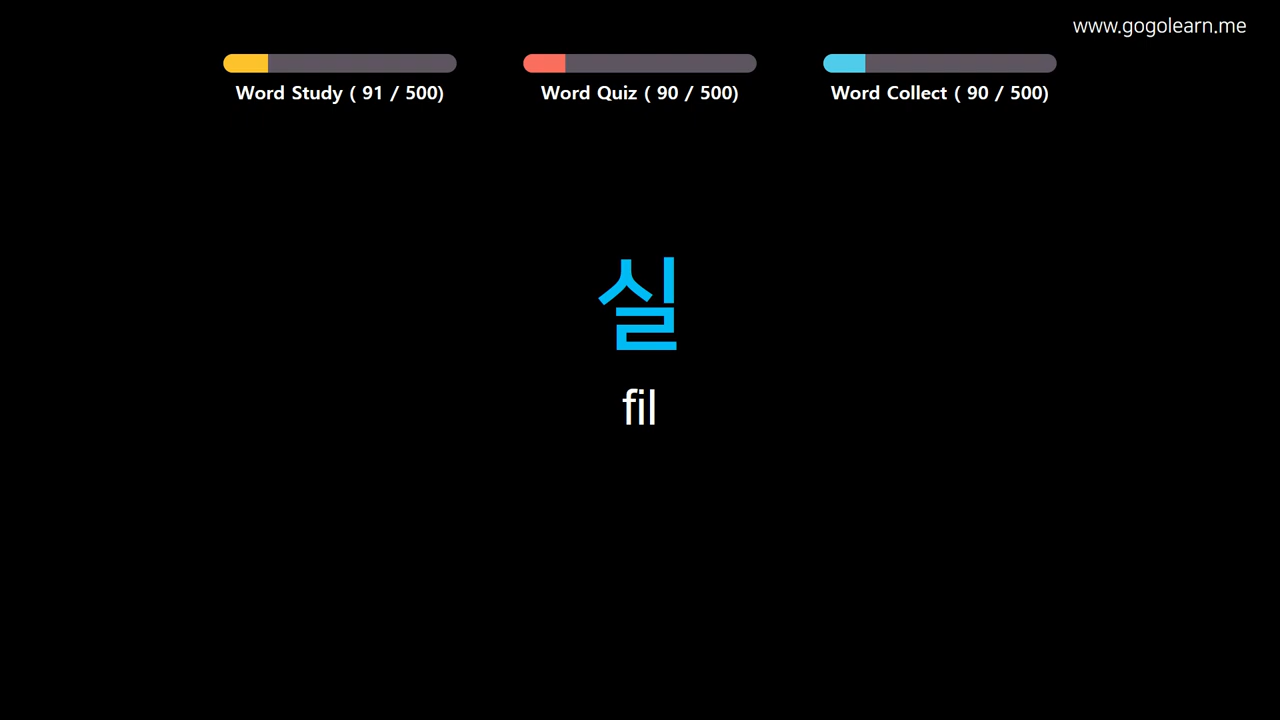 www.gogolearn.me
Word Study ( 91 / 500)
Word Quiz ( 90 / 500)
Word Collect ( 90 / 500)
실
fil